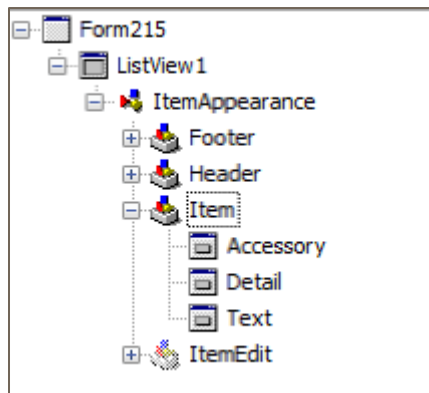 Form215
ListView1
ItemAppearance
Footer
Header
Item
Accessory
Detail
Text
ItemEdit